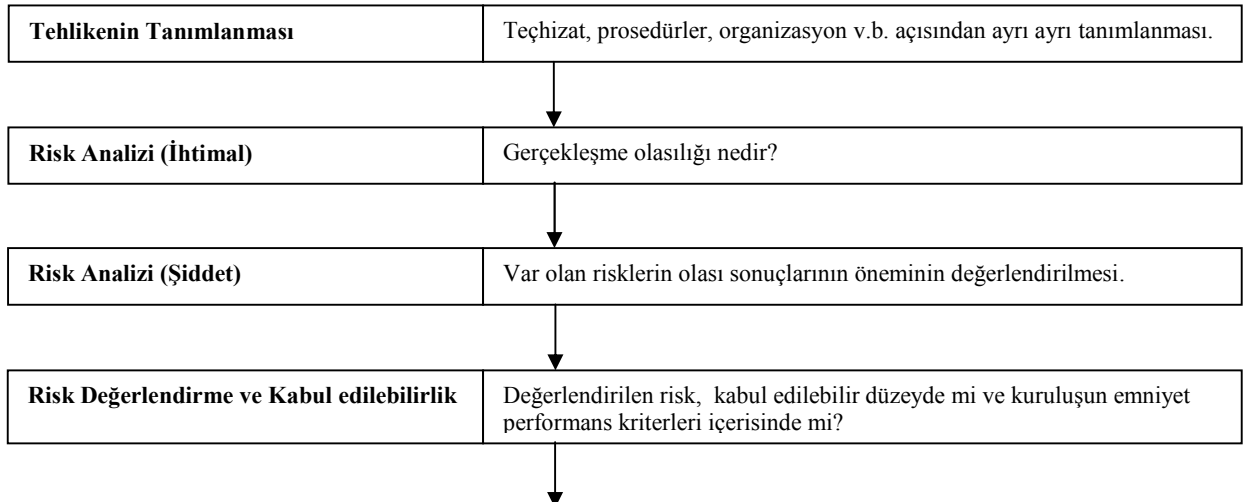 Tehlikenin Tanımlanması
Teçhizat, prosedürler, organizasyon v.b. açısından ayrı ayrı tanımlanması.
Risk Analizi (İhtimal)
Gerçekleşme olasılığı nedir?
Risk Analizi (Şiddet)
Var olan risklerin olası sonuçlarının öneminin değerlendirilmesi.
Risk Değerlendirme ve Kabul edilebilirlik
Değerlendirilen risk, kabul edilebilir düzeyde mi ve kuruluşun emniyet
performans kriterleri içerisinde mi?